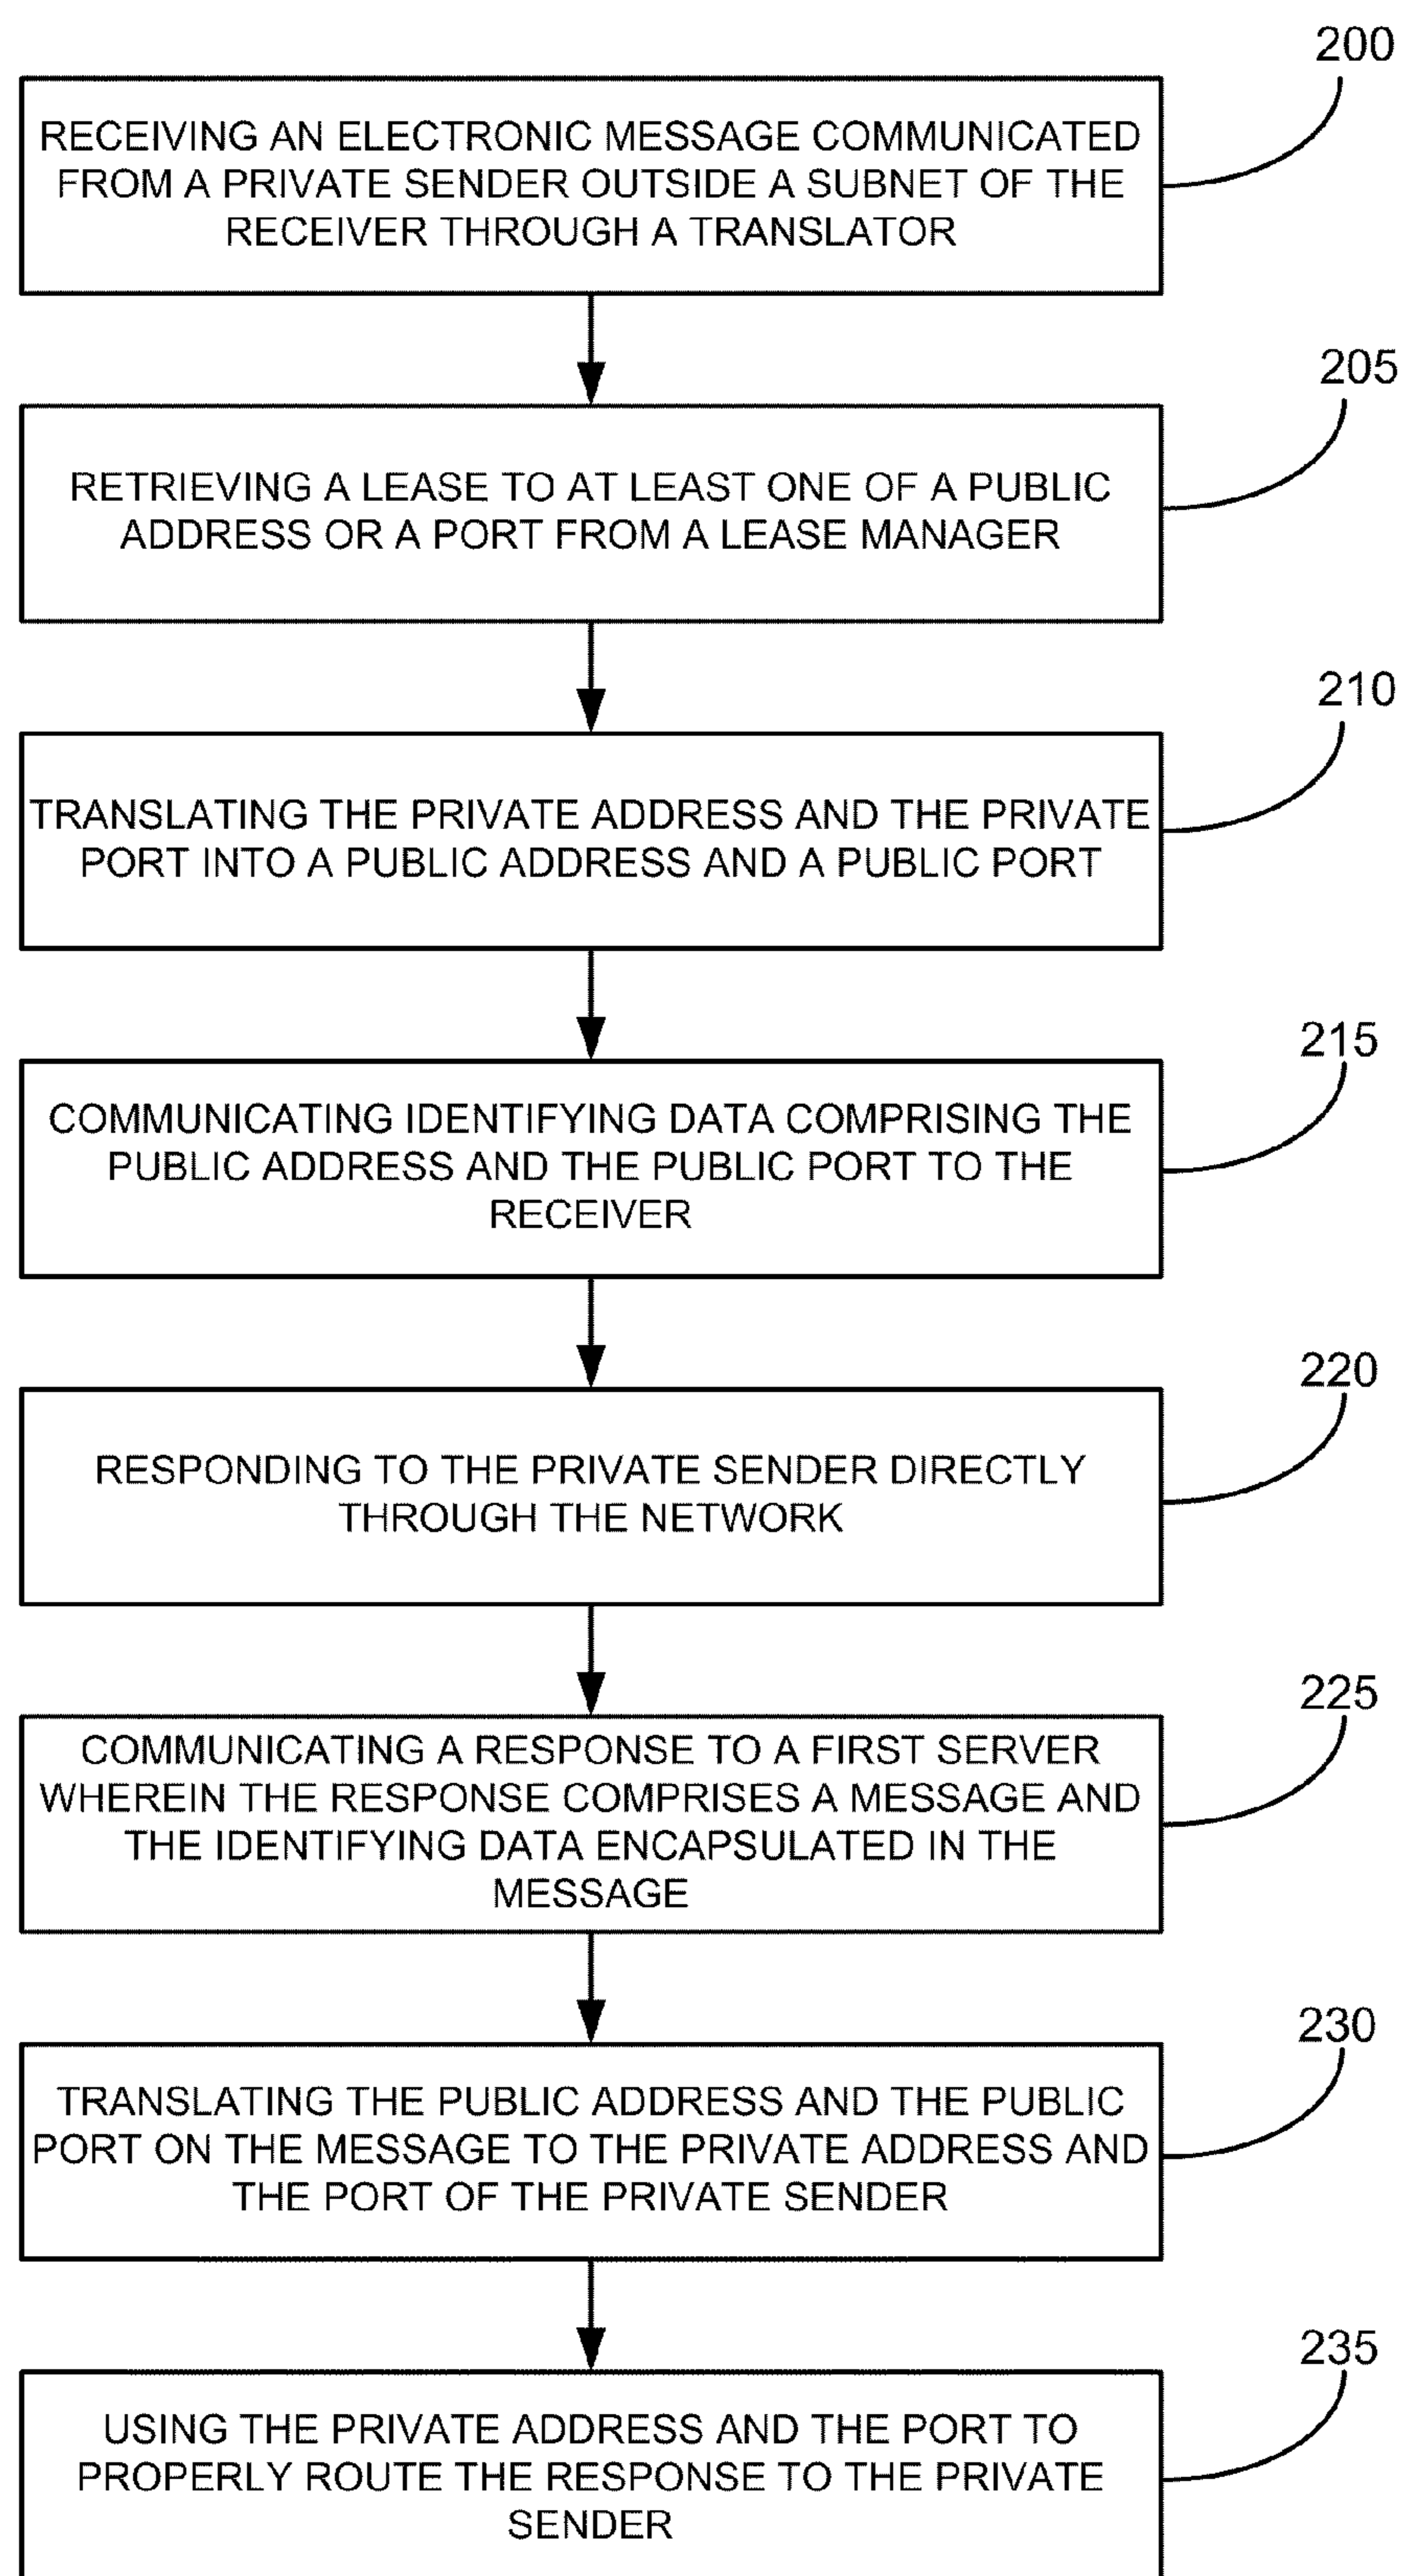 200
RECEIVING AN ELECTRONIC MESSAGE COMMUNICATED
FROM A PRIVATE SENDER OUTSIDE A SUBNET OF THE
RECEIVER THROUGH A TRANSLATOR
205
RETRIEVING A LEASE TO AT LEAST ONE OF A PUBLIC
ADDRESS OR A PORT FROM A LEASE MANAGER
210
TRANSLATING THE PRIVATE ADDRESS AND THE PRIVATE
PORT INTO A PUBLIC ADDRESS AND A PUBLIC PORT
215
COMMUNICATING IDENTIFYING DATA COMPRISING THE
PUBLIC ADDRESS AND THE PUBLIC PORT TO THE
RECEIVER
220
RESPONDING TO THE PRIVATE SENDER DIRECTLY
THROUGH THE NETWORK
225
COMMUNICATING A RESPONSE TO A FIRST SERVER
WHEREIN THE RESPONSE COMPRISES A MESSAGE AND
THE IDENTIFYING DATA ENCAPSULATED IN THE
MESSAGE
230
TRANSLATING THE PUBLIC ADDRESS AND THE PUBLIC
PORT ON THE MESSAGE TO THE PRIVATE ADDRESS AND
THE PORT OF THE PRIVATE SENDER
235
USING THE PRIVATE ADDRESS AND THE PORT TO
PROPERLY ROUTE THE RESPONSE TO THE PRIVATE
SENDER